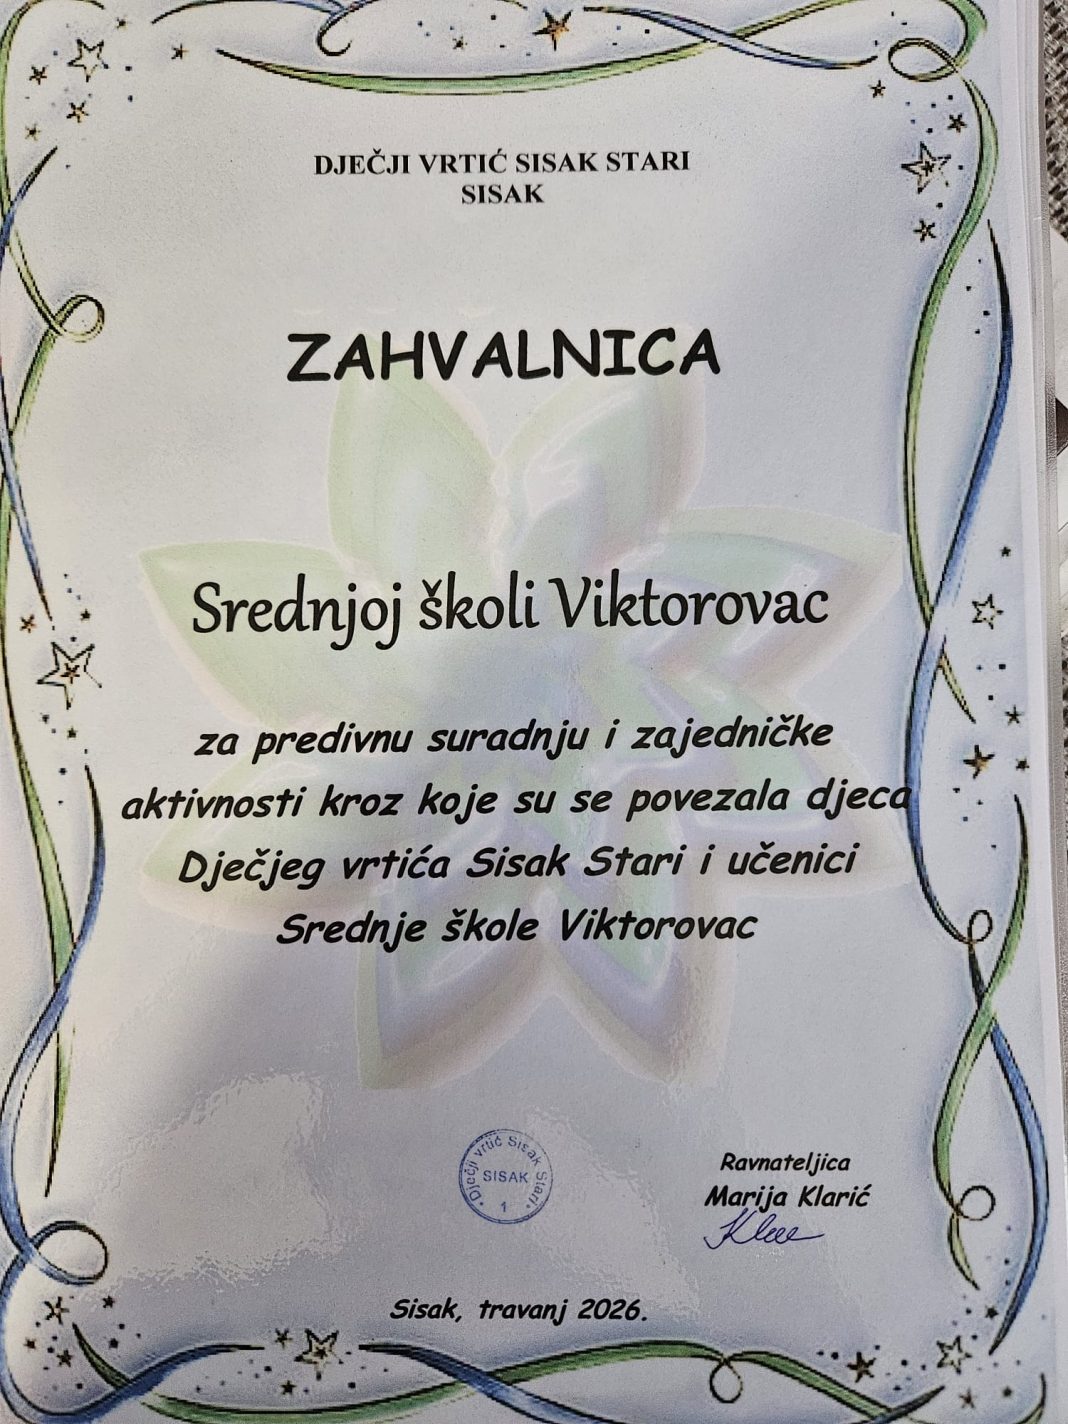 DJEČJI VRTIĆ SISAK STARI
SISAK
ZAHVALNICA
Srednjoj školi Viktorovac
za predivnu suradnju i zajedničke
aktivnosti kroz koje su se povezala djeca
Dječjeg vrtića Sisak Stari i učenici
Srednje škole Viktorovac
Dječji vrtić Sisak Stari
SISAK
1
Ravnateljica
Marija Klarić
Sisak, travanj 2026.